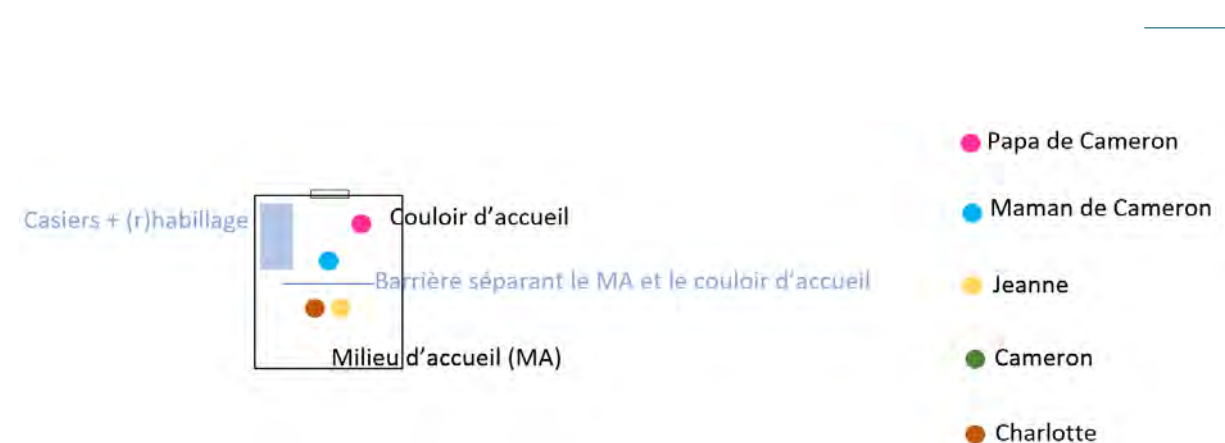 Papa de Cameron
Casiers + (r)habillage
Couloir d'accueil
Maman de Cameron
Barrière séparant le MA et le couloir d'accueil
Jeanne
Milieu d'accueil (MA)
Cameron
Charlotte